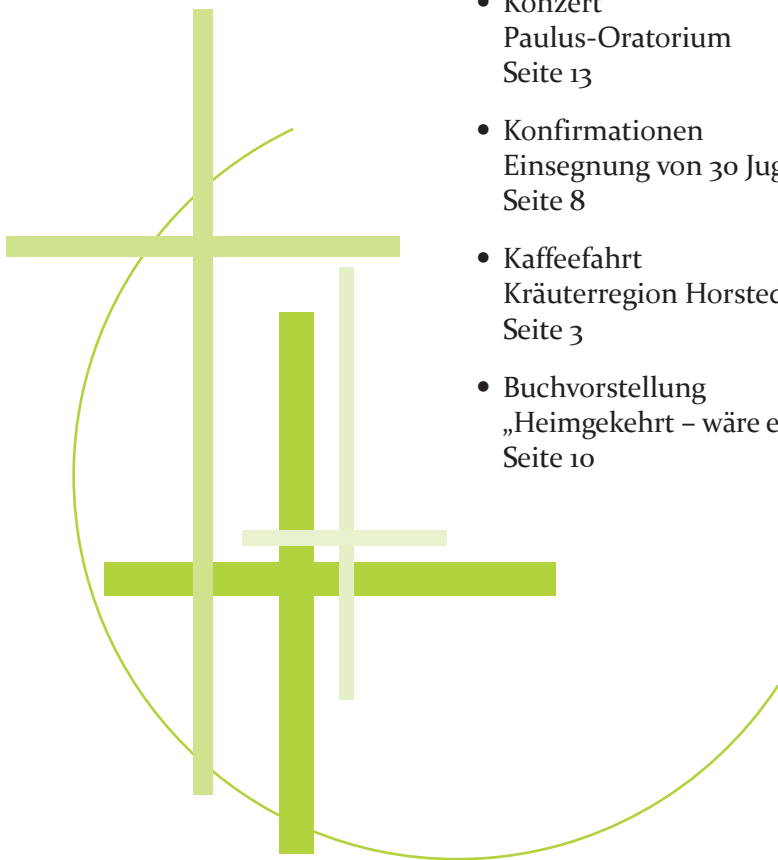 • Konzert
Paulus-Oratorium
Seite 13
• Konfirmationen
Einsegnung von 30
Seite 8
• Kaffeefahrt
Kräuterregion
Seite 3
• Buchvorstellung
„Heimgekehrt – wäre
Seite 10